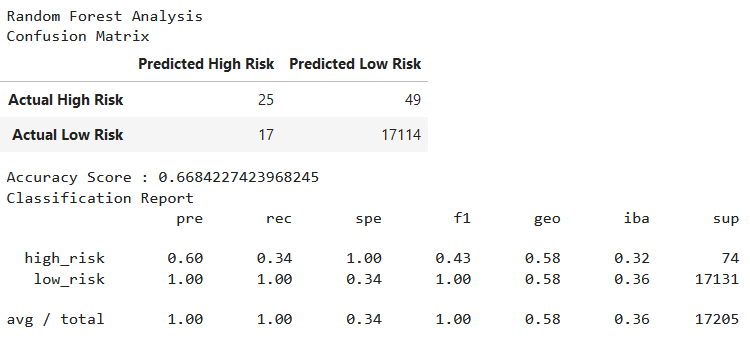 Random Forest Analysis
Confusion Matrix
Predicted High Risk Predicted Low Risk
Actual High Risk 25 49
Actual Low Risk 17 17114
Accuracy Score : 0.6684227423968245
Classification Report
pre rec spe f1 geo iba sup
high_risk 0.60 0.34 1.00 0.43 0.58 0.32 74
low_risk 1.00 1.00 0.34 1.00 0.58 0.36 17131
avg / total 1.00 1.00 0.34 1.00 0.58 0.36 17205